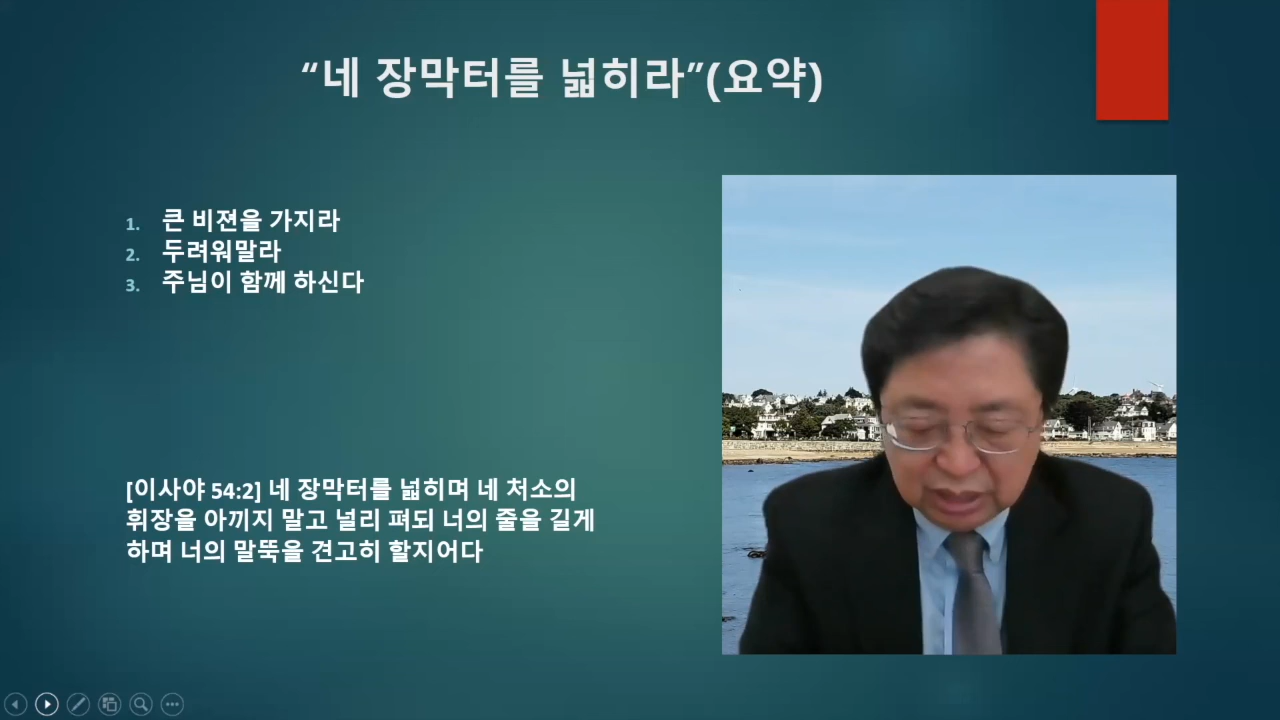 “네 장막터를 넓히라”(요약)
1. 큰 비젼을 가지라
2. 두려워말라
3. 주님이 함께 하신다
[이사야 54:2] 네 장막터를 넓히며 네 처소의
휘장을 아끼지 말고 널리 펴되 너의 줄을 길게
하며 너의 말뚝을 견고히 할지어다